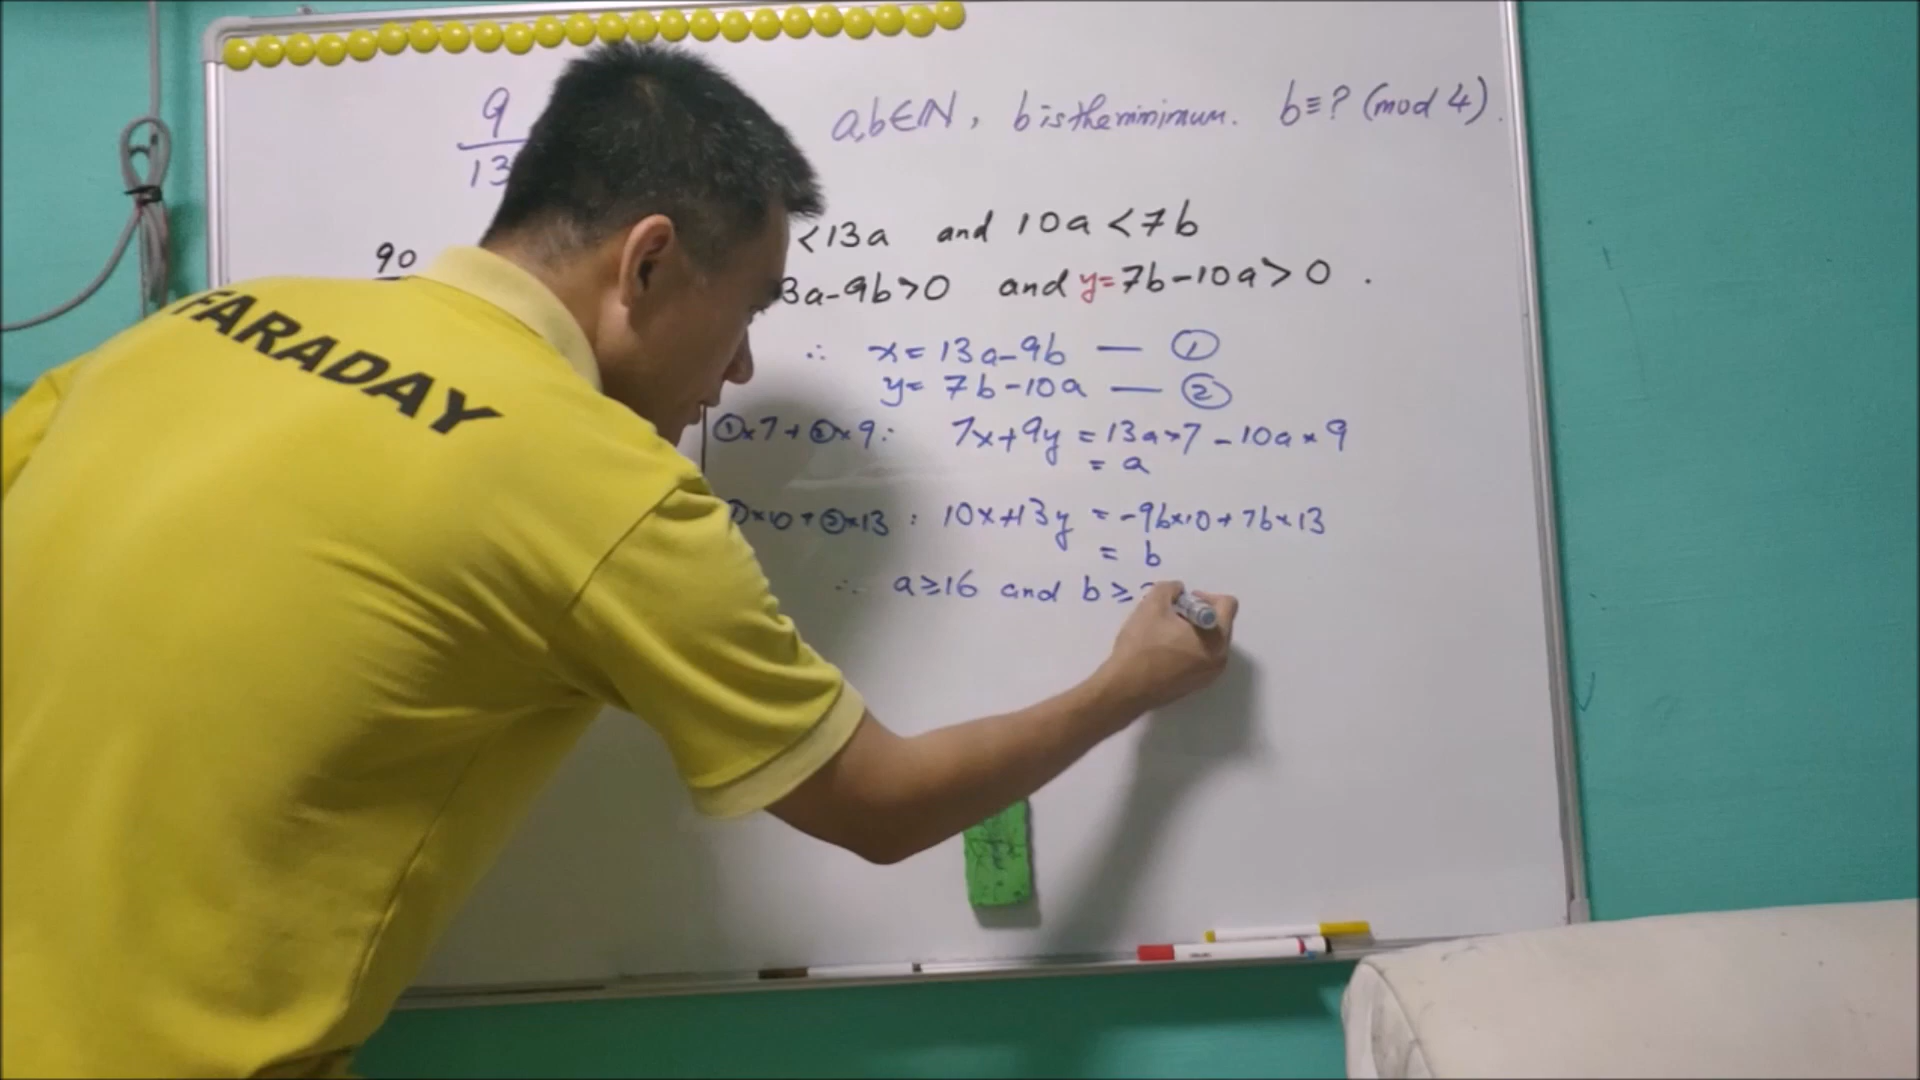 9
13
a,b∈N, b is the minimum. b≡? (mod 4).
<13a and 10a<7b
90
3a-9b>0 and y=7b-10a>0.
∴ x=13a-9b — ①
y=7b-10a — ②
①×7+②×9: 7x+9y=13a×7-10a×9
=a
①×10+②×13: 10x+13y=-9b×10+7b×13
=b
∴ a≥16 and b≥
FARADAY